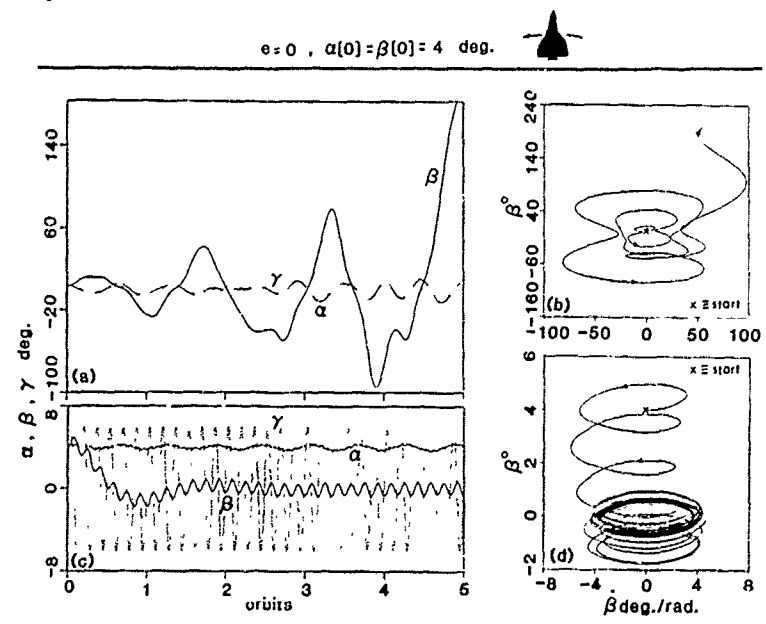 e=0 , α(0)=β(0)=4 deg.
α, β, γ deg.
140
60
-20
-100
β
γ
α
(a)
8
0
-8
γ
α
β
(c)
0 1 2 3 4 5
orbits
β°
240
140
40
-60
-160
(b)
x ≡ start
-100 -50 0 50 100
β°
6
4
2
0
-2
x ≡ start
(d)
-8 -4 0 4 8
β̇ deg./rad.